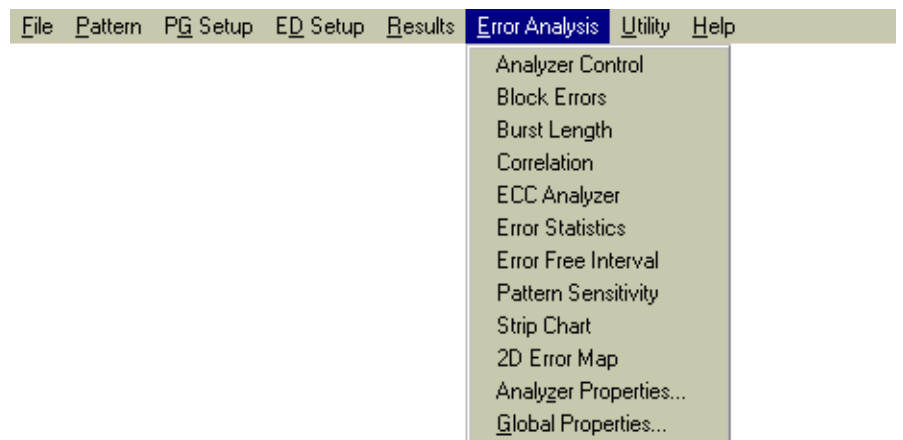 File Pattern PG Setup ED Setup Results Error Analysis Utility Help
Analyzer Control
Block Errors
Burst Length
Correlation
ECC Analyzer
Error Statistics
Error Free Interval
Pattern Sensitivity
Strip Chart
2D Error Map
Analyzer Properties...
Global Properties...